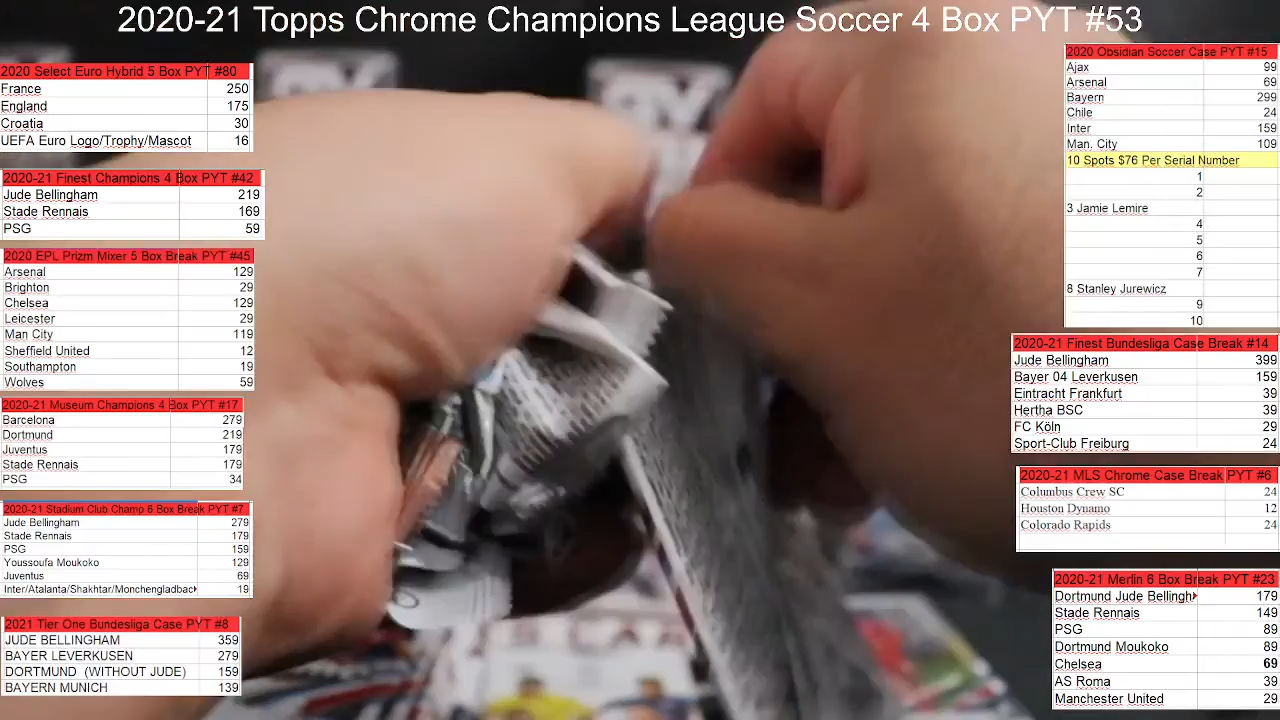 2020-21 Topps Chrome Champions League Soccer 4 Box PYT #53
2020 Select Euro Hybrid 5 Box PYT #80
France 250
England 175
Croatia 30
UEFA Euro Logo/Trophy/Mascot 16
2020-21 Finest Champions 4 Box PYT #42
Jude Bellingham 219
Stade Rennais 169
PSG 59
2020 EPL Prizm Mixer 5 Box Break PYT #45
Arsenal 129
Brighton 29
Chelsea 129
Leicester 29
Man City 119
Sheffield United 12
Southampton 19
Wolves 59
2020-21 Museum Champions 4 Box PYT #17
Barcelona 279
Dortmund 219
Juventus 179
Stade Rennais 179
PSG 34
2020-21 Stadium Club Champ 6 Box Break PYT #7
Jude Bellingham 279
Stade Rennais 179
PSG 159
Youssoufa Moukoko 129
Juventus 69
Inter/Atalanta/Shakhtar/Monchengladbac 19
2021 Tier One Bundesliga Case PYT #8
JUDE BELLINGHAM 359
BAYER LEVERKUSEN 279
DORTMUND (WITHOUT JUDE) 159
BAYERN MUNICH 139
2020 Obsidian Soccer Case PYT #15
Ajax 99
Arsenal 69
Bayern 299
Chile 24
Inter 159
Man. City 109
10 Spots $76 Per Serial Number
1
2
3 Jamie Lemire
4
5
6
7
8 Stanley Jurewicz
9
10
2020-21 Finest Bundesliga Case Break #14
Jude Bellingham 399
Bayer 04 Leverkusen 159
Eintracht Frankfurt 39
Hertha BSC 39
FC Köln 29
Sport-Club Freiburg 24
2020-21 MLS Chrome Case Break PYT #6
Columbus Crew SC 24
Houston Dynamo 12
Colorado Rapids 24
2020-21 Merlin 6 Box Break PYT #23
Dortmund Jude Bellingh 179
Stade Rennais 149
PSG 89
Dortmund Moukoko 89
Chelsea 69
AS Roma 39
Manchester United 29